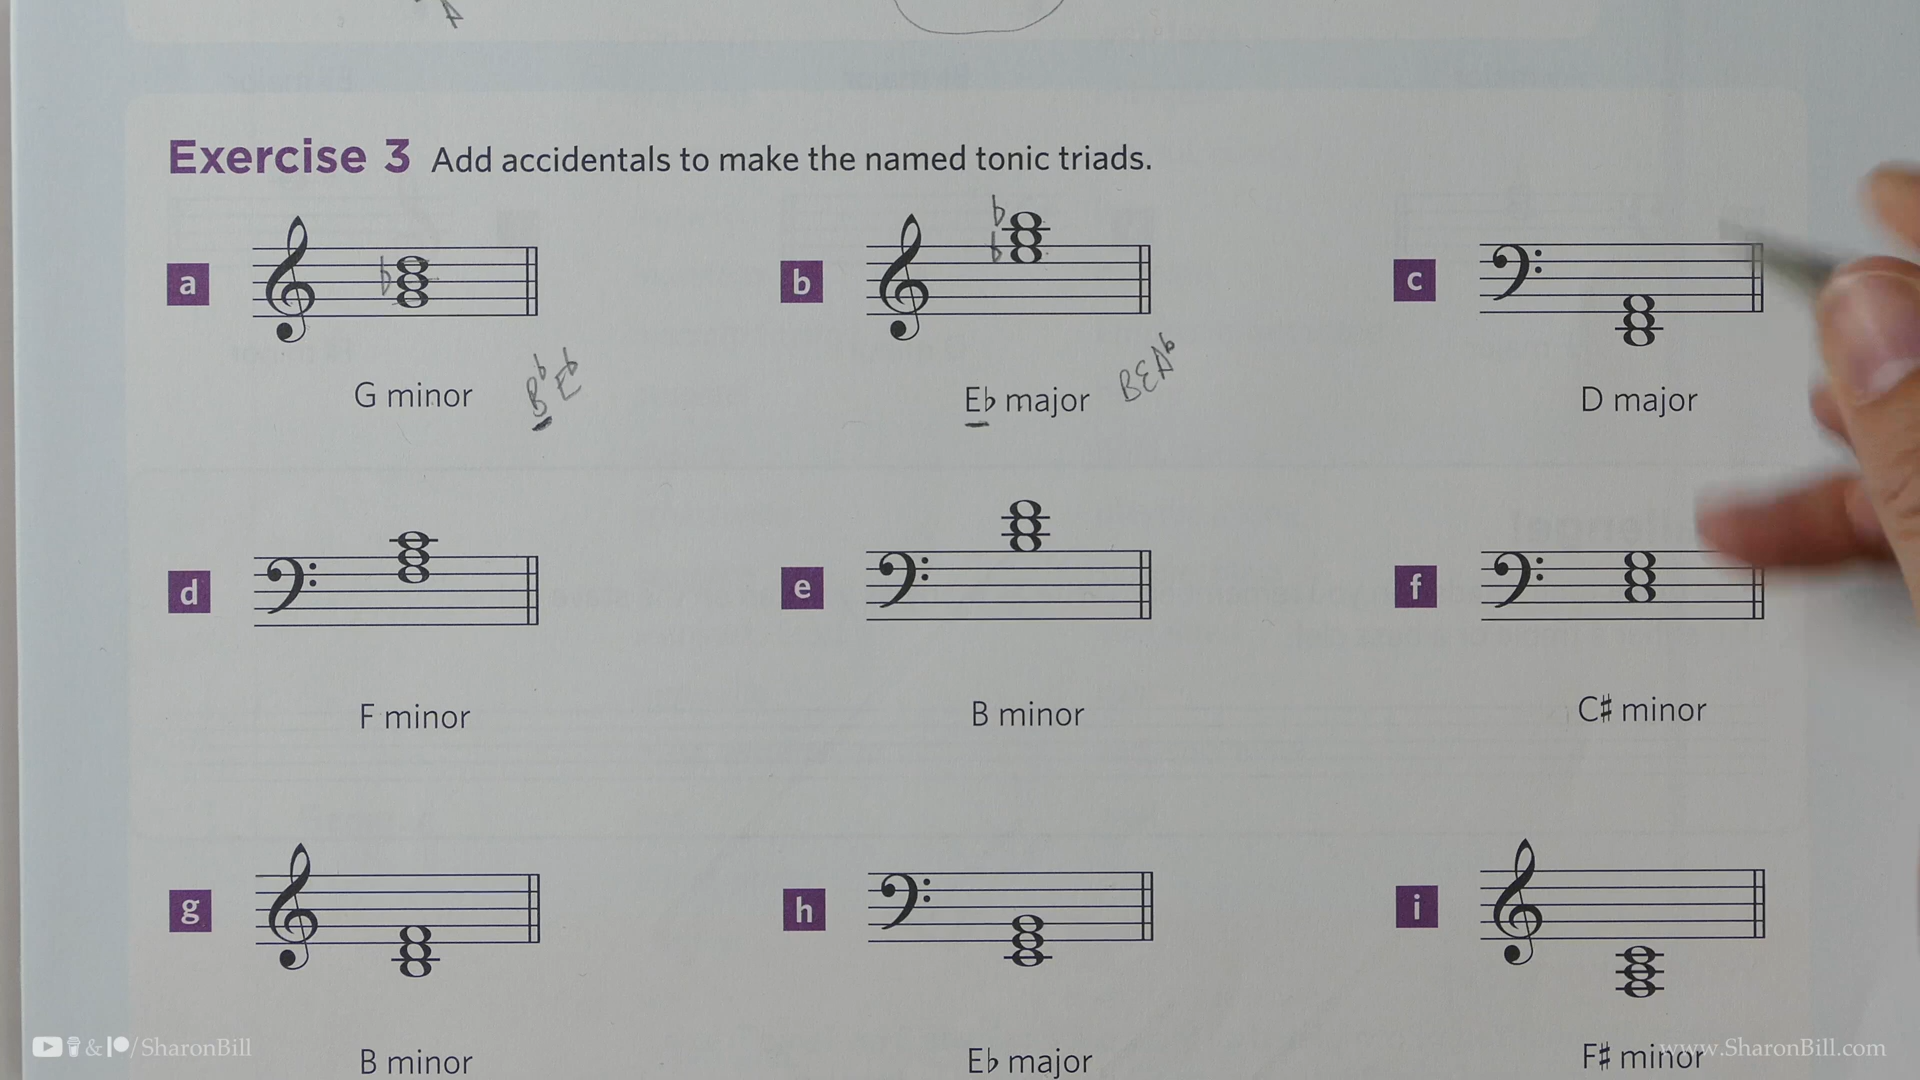 A
Exercise 3 Add accidentals to make the named tonic triads.
a
b
c
G minor
B♭ E♭
E♭ major
BEA♭
D major
d
e
f
F minor
B minor
C♯ minor
g
h
i
B minor
E♭ major
F♯ minor
& /SharonBill
www.SharonBill.com